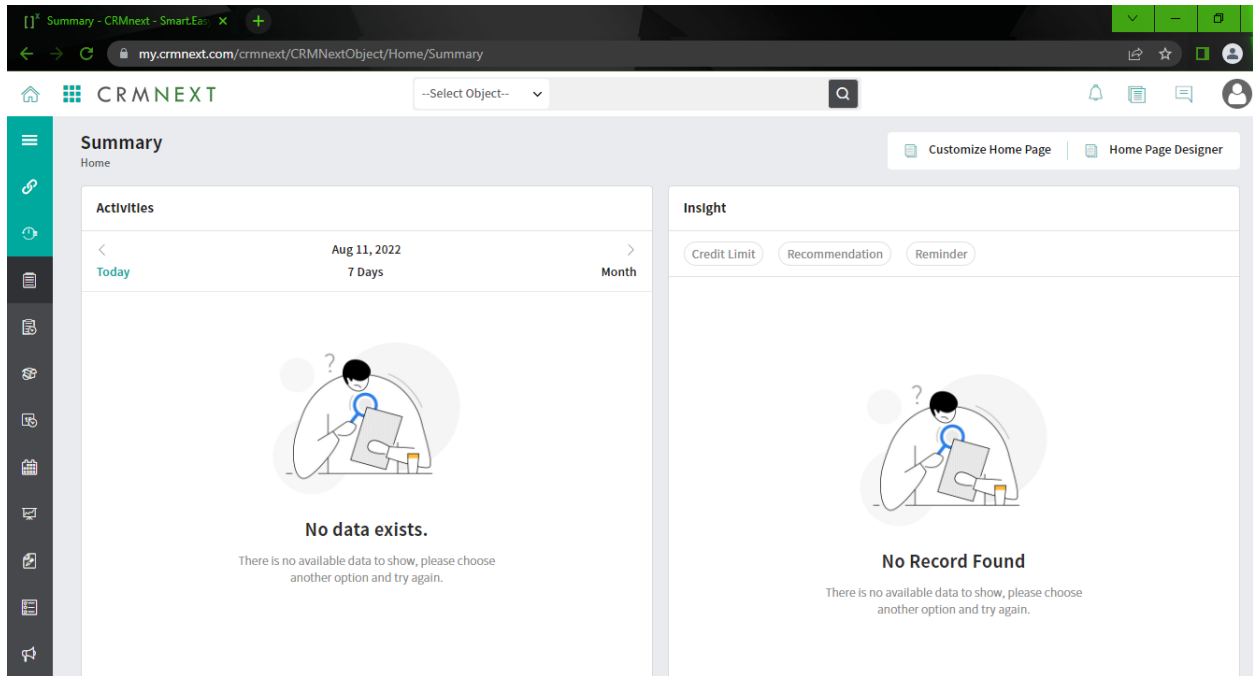 []x Summary - CRMnext - Smart.Eas
my.crmnext.com/crmnext/CRMNextObject/Home/Summary
CRMNEXT
--Select Object--
Summary
Home
Customize Home Page
Home Page Designer
Activities
Aug 11, 2022
Today
7 Days
Month
?
No data exists.
There is no available data to show, please choose
another option and try again.
Insight
Credit Limit
Recommendation
Reminder
?
No Record Found
There is no available data to show, please choose
another option and try again.